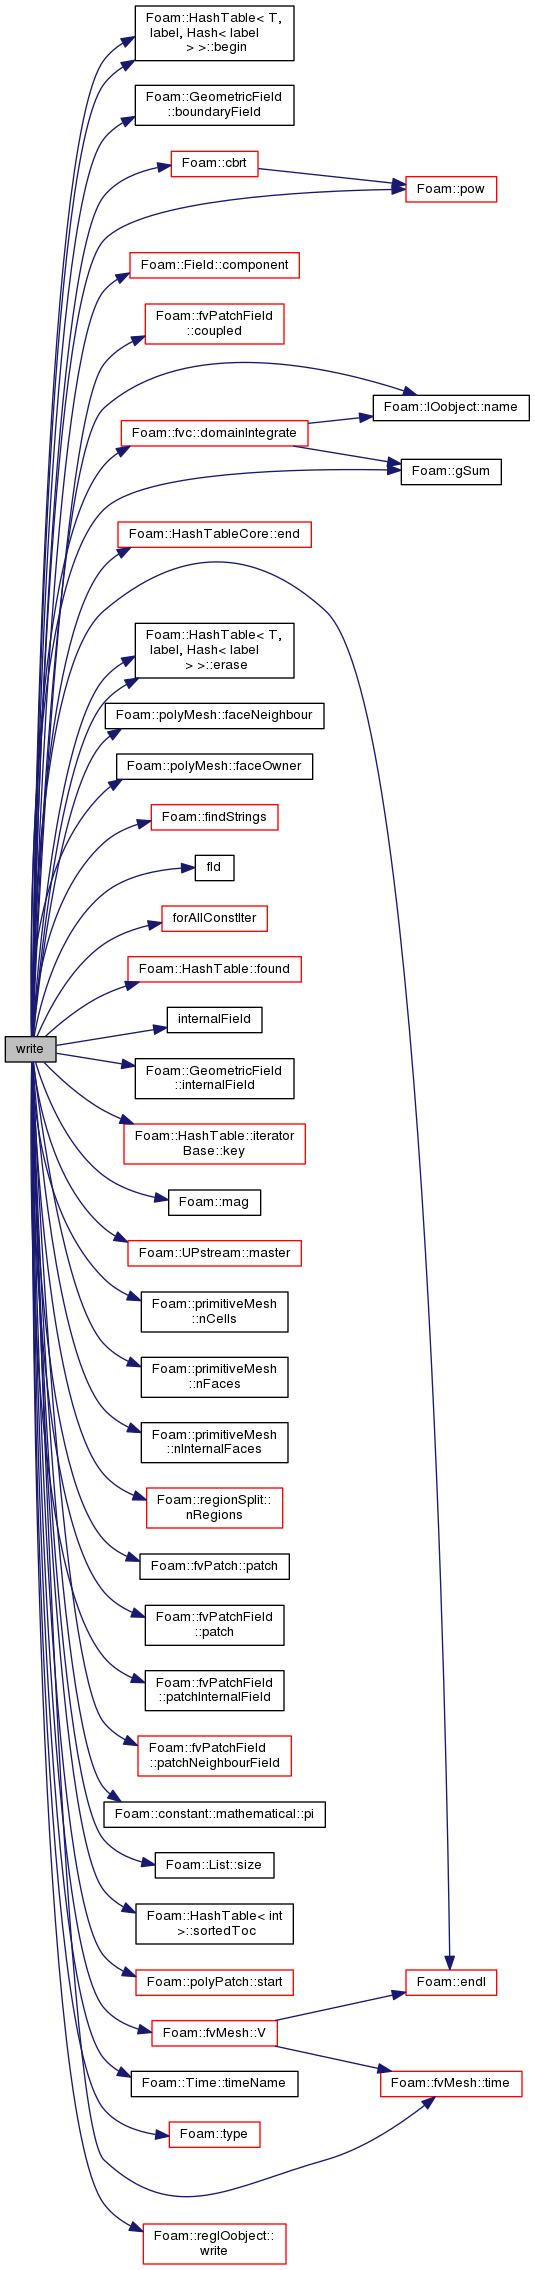 Foam::HashTable< T,
label, Hash< label
> >::begin
Foam::GeometricField
::boundaryField
Foam::cbrt
Foam::pow
Foam::Field::component
Foam::fvPatchField
::coupled
Foam::IOobject::name
Foam::fvc::domainIntegrate
Foam::gSum
Foam::HashTableCore::end
Foam::HashTable< T,
label, Hash< label
> >::erase
Foam::polyMesh::faceNeighbour
Foam::polyMesh::faceOwner
Foam::findStrings
fld
forAllConstIter
Foam::HashTable::found
internalField
write
Foam::GeometricField
::internalField
Foam::HashTable::iterator
Base::key
Foam::mag
Foam::UPstream::master
Foam::primitiveMesh
::nCells
Foam::primitiveMesh
::nFaces
Foam::primitiveMesh
::nInternalFaces
Foam::regionSplit::
nRegions
Foam::fvPatch::patch
Foam::fvPatchField
::patch
Foam::fvPatchField
::patchInternalField
Foam::fvPatchField
::patchNeighbourField
Foam::constant::mathematical::pi
Foam::List::size
Foam::HashTable< int
>::sortedToc
Foam::polyPatch::start
Foam::endl
Foam::fvMesh::V
Foam::Time::timeName
Foam::fvMesh::time
Foam::type
Foam::regIOobject::
write